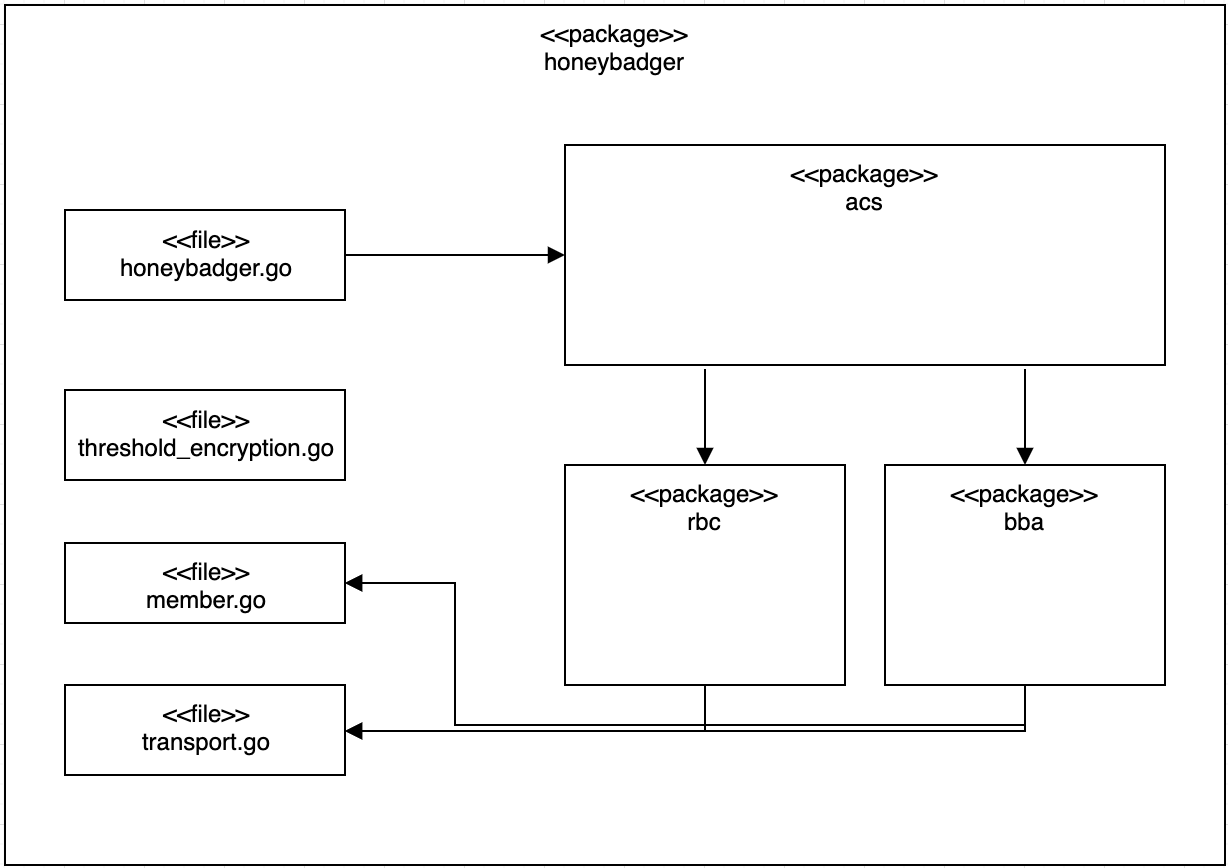 <<package>>
honeybadger
<<package>>
acs
<<file>>
honeybadger.go
<<file>>
threshold_encryption.go
<<package>>
rbc
<<package>>
bba
<<file>>
member.go
<<file>>
transport.go